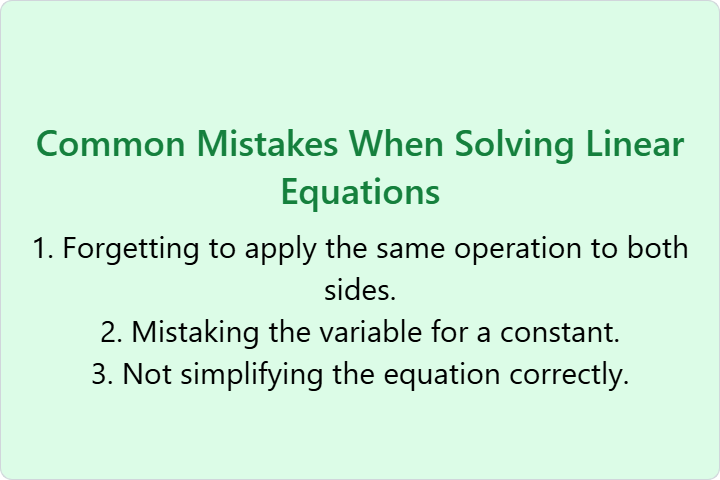 Common Mistakes When Solving Linear
Equations
1. Forgetting to apply the same operation to both
sides.
2. Mistaking the variable for a constant.
3. Not simplifying the equation correctly.